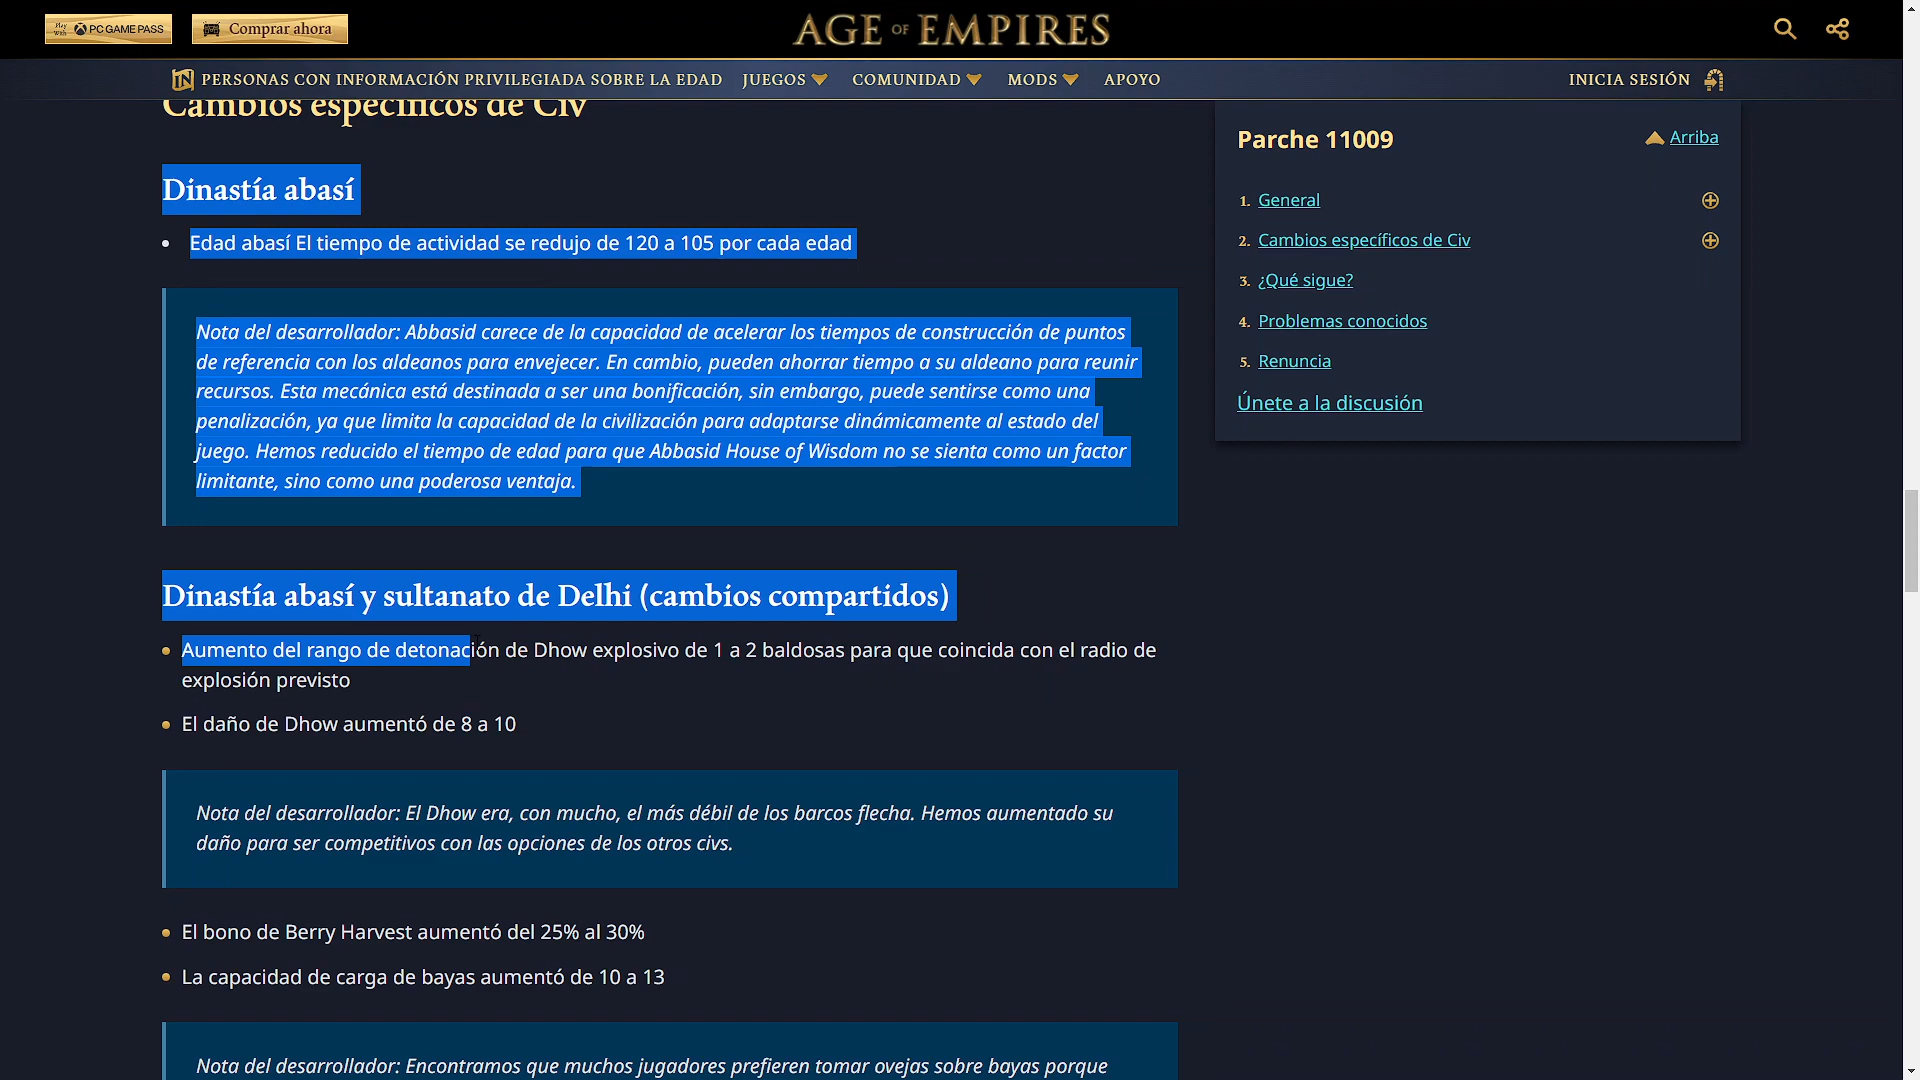 Play With PC GAME PASS
Comprar ahora
AGE OF EMPIRES
PERSONAS CON INFORMACIÓN PRIVILEGIADA SOBRE LA EDAD JUEGOS COMUNIDAD MODS APOYO
INICIA SESIÓN
Cambios específicos de Civ
Dinastía abasí
Edad abasí El tiempo de actividad se redujo de 120 a 105 por cada edad
Nota del desarrollador: Abbasid carece de la capacidad de acelerar los tiempos de construcción de puntos
de referencia con los aldeanos para envejecer. En cambio, pueden ahorrar tiempo a su aldeano para reunir
recursos. Esta mecánica está destinada a ser una bonificación, sin embargo, puede sentirse como una
penalización, ya que limita la capacidad de la civilización para adaptarse dinámicamente al estado del
juego. Hemos reducido el tiempo de edad para que Abbasid House of Wisdom no se sienta como un factor
limitante, sino como una poderosa ventaja.
Dinastía abasí y sultanato de Delhi (cambios compartidos)
Aumento del rango de detonación de Dhow explosivo de 1 a 2 baldosas para que coincida con el radio de
explosión previsto
El daño de Dhow aumentó de 8 a 10
Nota del desarrollador: El Dhow era, con mucho, el más débil de los barcos flecha. Hemos aumentado su
daño para ser competitivos con las opciones de los otros civs.
El bono de Berry Harvest aumentó del 25% al 30%
La capacidad de carga de bayas aumentó de 10 a 13
Nota del desarrollador: Encontramos que muchos jugadores prefieren tomar ovejas sobre bayas porque
Parche 11009
Arriba
1. General
2. Cambios específicos de Civ
3. ¿Qué sigue?
4. Problemas conocidos
5. Renuncia
Únete a la discusión